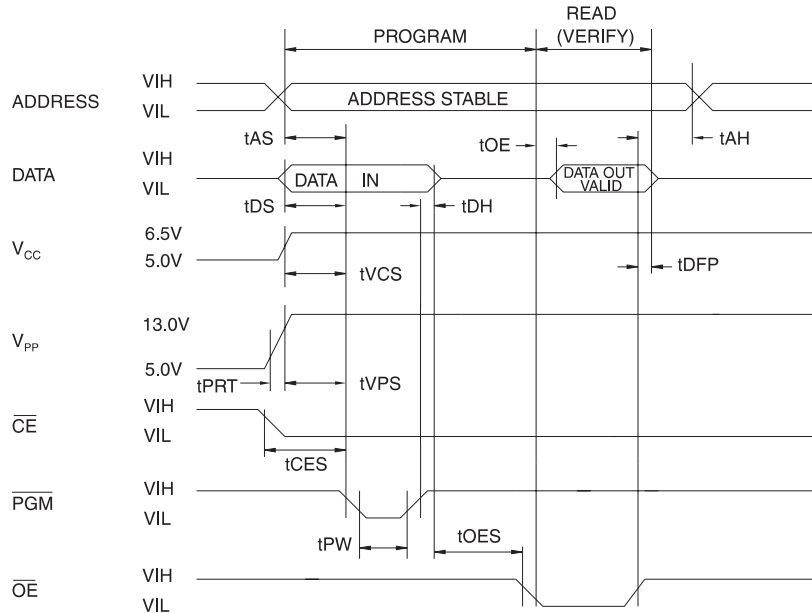 READ
PROGRAM (VERIFY)
ADDRESS VIH
VIL ADDRESS STABLE
tAS tOE tAH
DATA VIH
VIL DATA IN DATA OUT
VALID
tDS tDH
VCC 6.5V
5.0V tVCS tDFP
VPP 13.0V
5.0V
tPRT tVPS
CE VIH
VIL
tCES
PGM VIH
VIL
tPW tOES
OE VIH
VIL